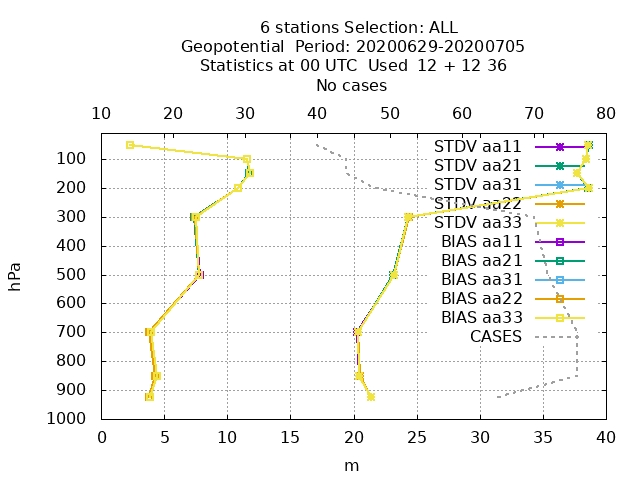 6 stations Selection: ALL
Geopotential  Period: 20200629-20200705
Statistics at 00 UTC  Used  12 + 12 36
No cases
10 20 30 40 50 60 70 80
STDV aa11
100
STDV aa21
STDV aa31
200
STDV aa22
300
STDV aa33
BIAS aa11
400
BIAS aa21
hPa
500
BIAS aa31
BIAS aa22
600
BIAS aa33
700
CASES
800
900
1000
0 5 10 15 20 25 30 35 40
m